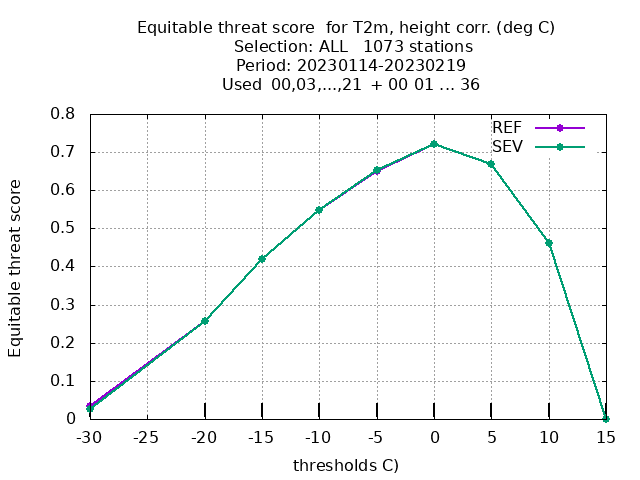 Equitable threat score  for T2m, height corr. (deg C)
Selection: ALL   1073 stations
Period: 20230114-20230219
Used  00,03,...,21  + 00 01 ... 36
REF
SEV
Equitable threat score
0.8
0.7
0.6
0.5
0.4
0.3
0.2
0.1
0
-30 -25 -20 -15 -10 -5 0 5 10 15
thresholds C)